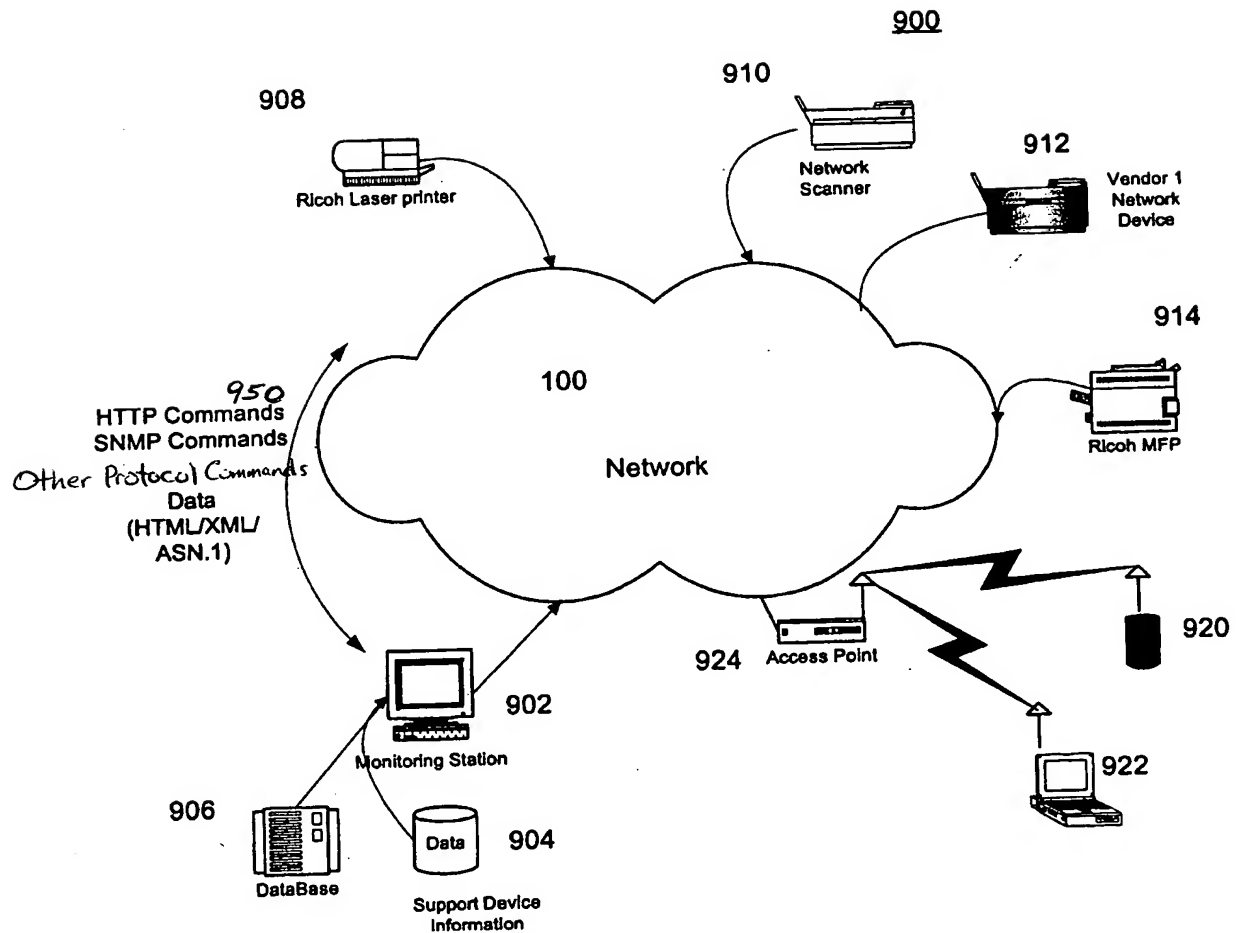 900
910
908
912
Vendor 1
Network
Device
Network
Scanner
Ricoh Laser printer
914
Ricoh MFP
100
Network
950
HTTP Commands
SNMP Commands
Other Protocol Commands
Data
(HTML/XML/
ASN.1)
924
Access Point
920
902
Monitoring Station
922
906
DataBase
Data
904
Support Device
Information